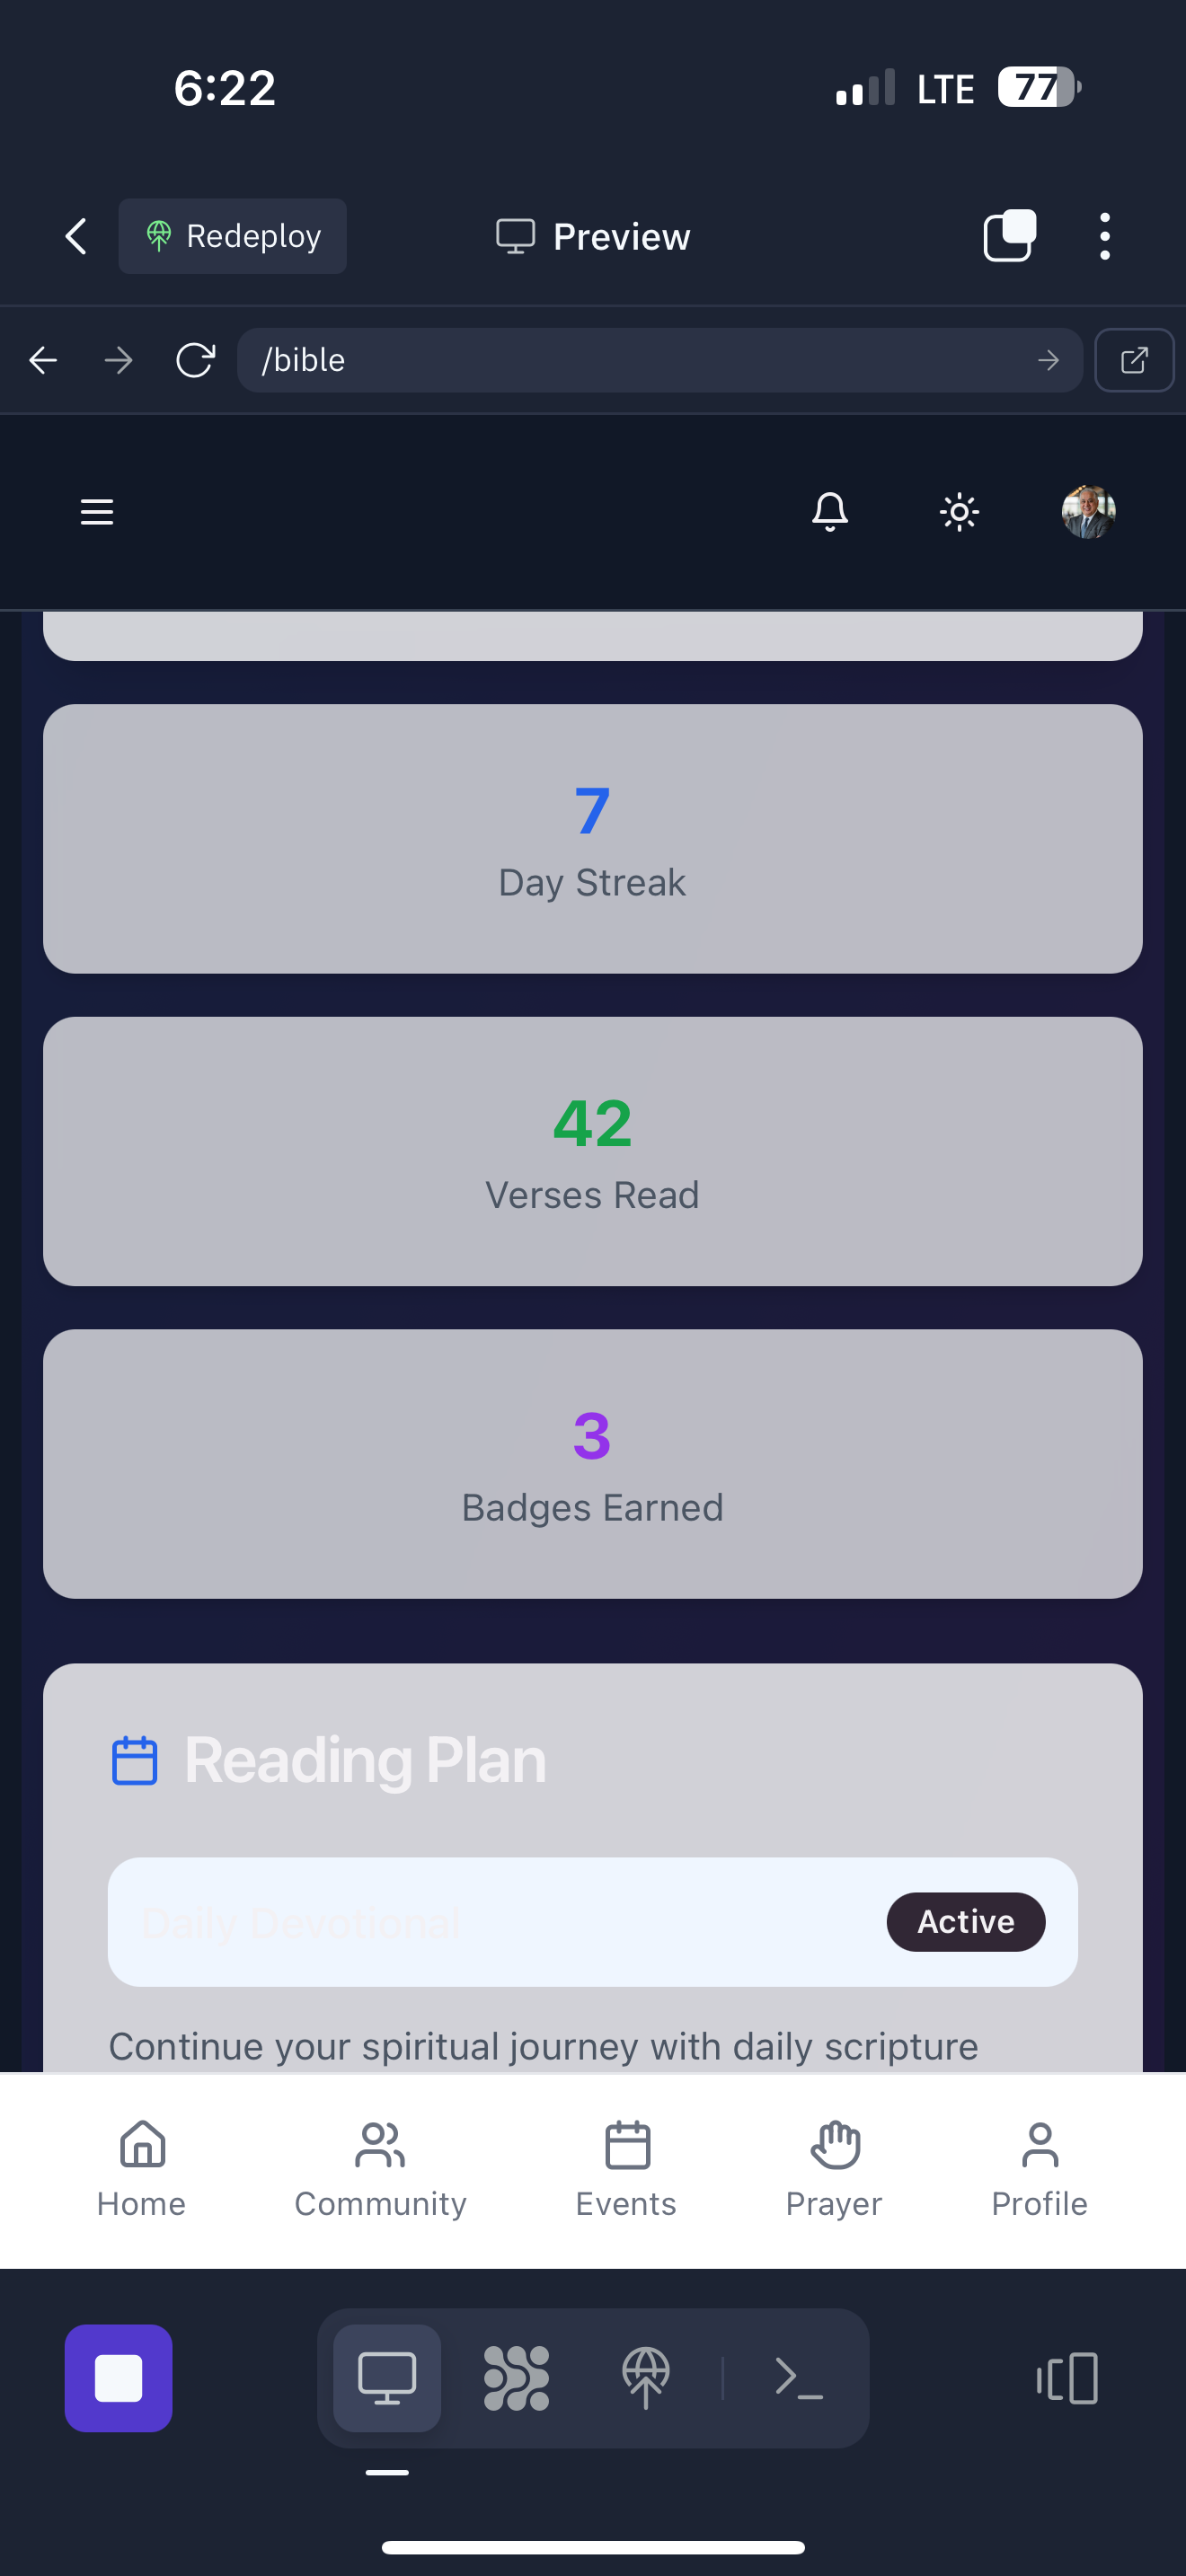 6:22
LTE
77
Redeploy
Preview
/bible
7
Day Streak
42
Verses Read
3
Badges Earned
Reading Plan
Daily Devotional
Active
Continue your spiritual journey with daily scripture
Home
Community
Events
Prayer
Profile